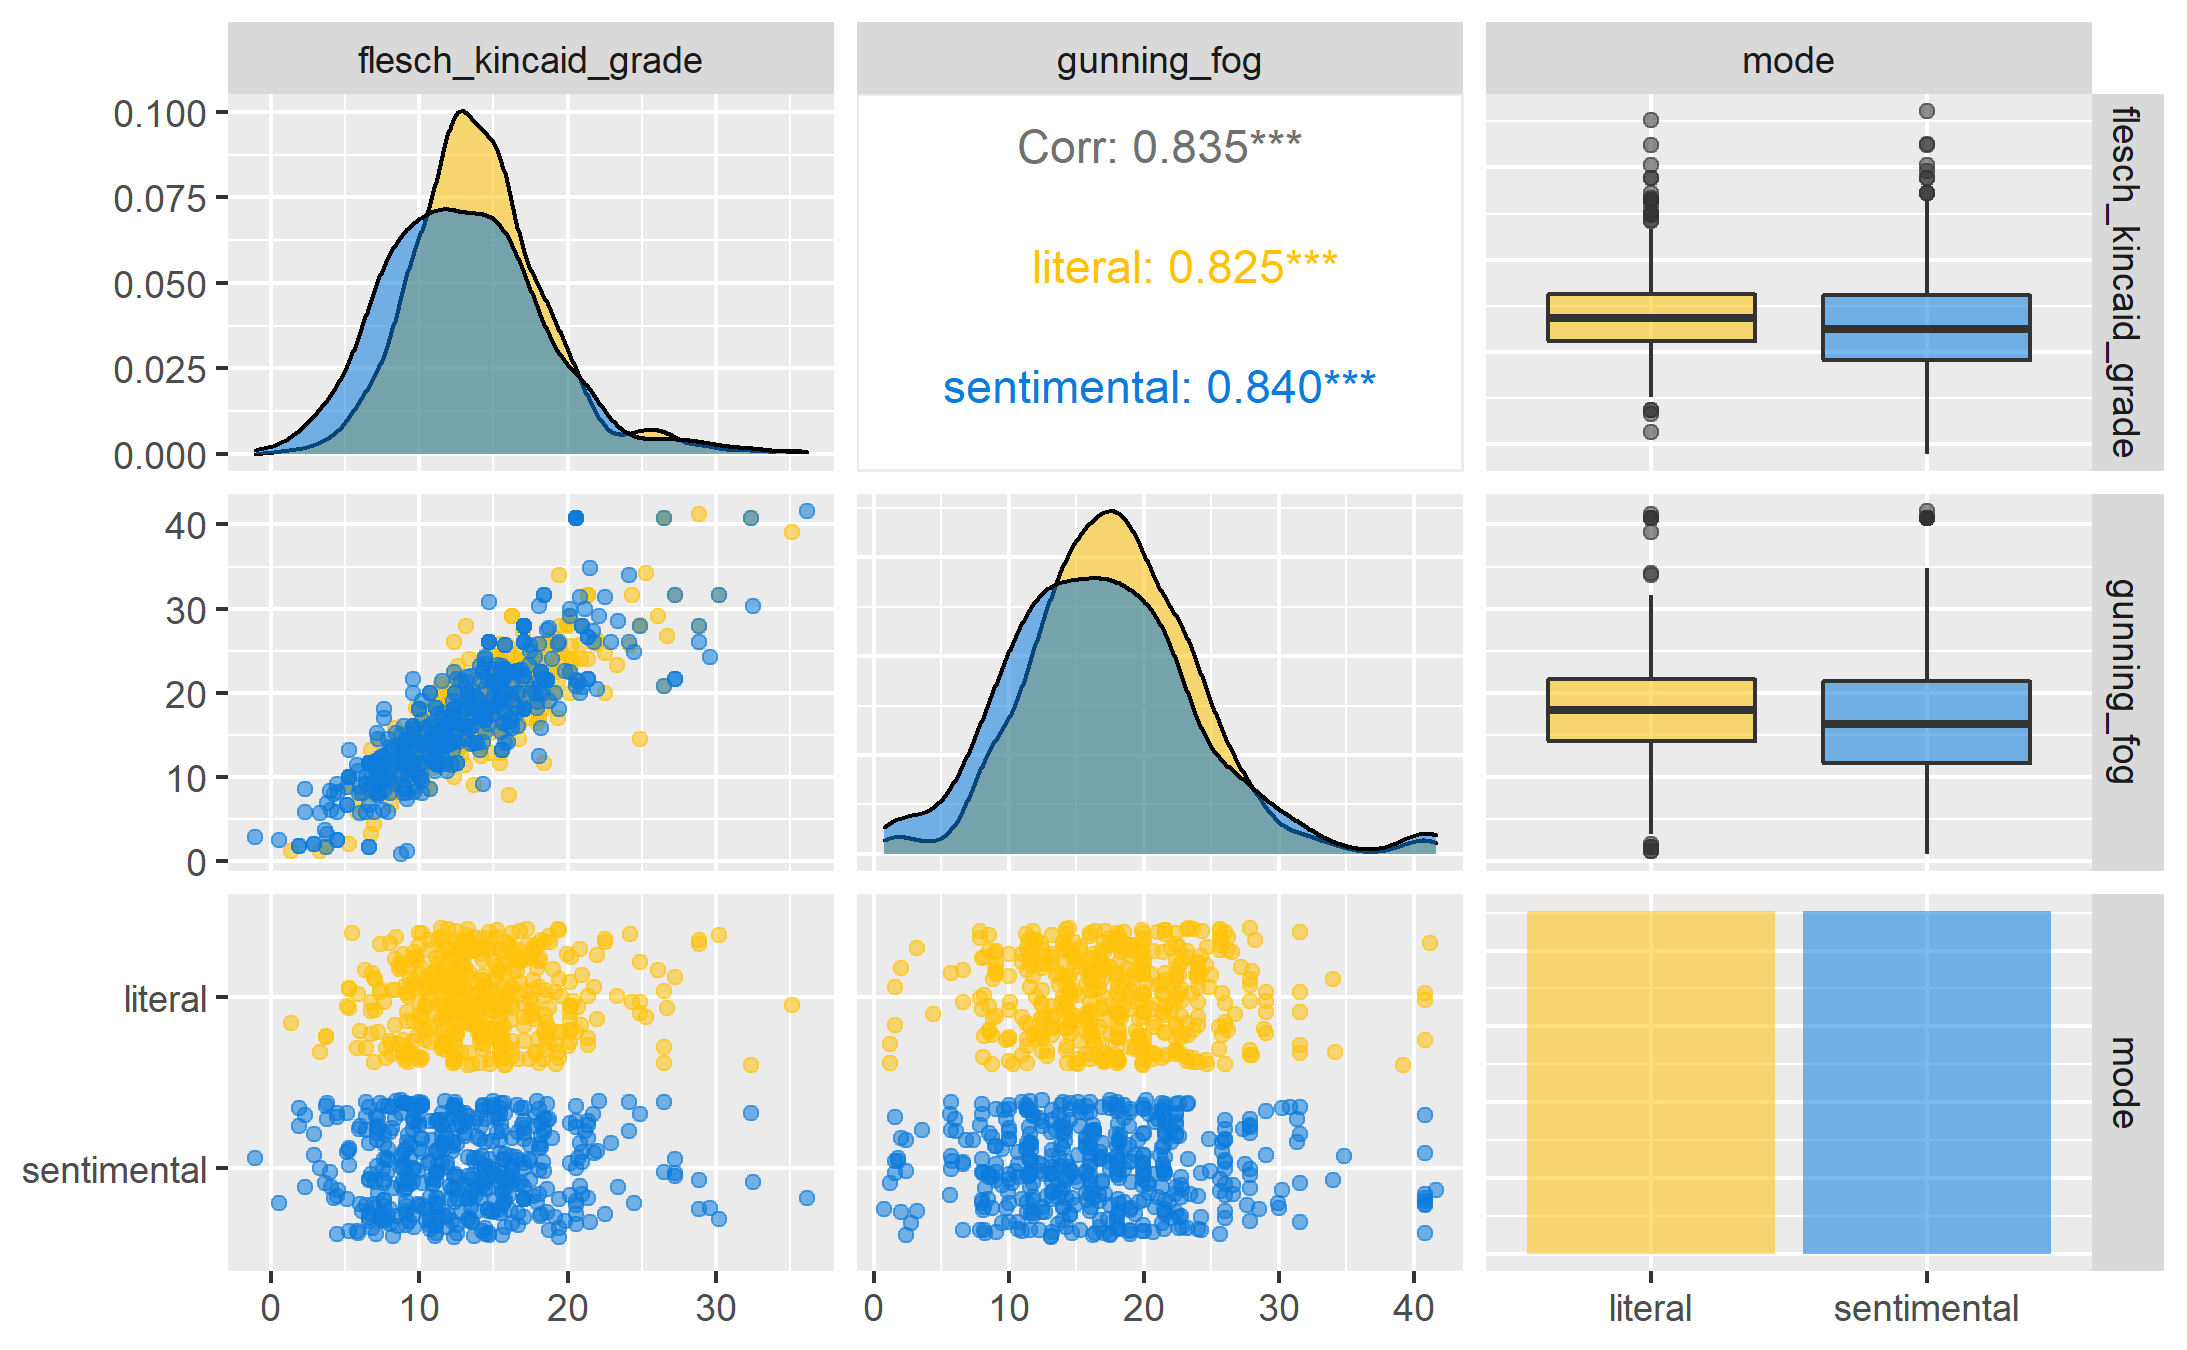 flesch_kincaid_grade
gunning_fog
mode
0.100
0.075
0.050
0.025
0.000
Corr: 0.835***
literal: 0.825***
sentimental: 0.840***
flesch_kincaid_grade
40
30
20
10
0
gunning_fog
literal
sentimental
mode
0 10 20 30
0 10 20 30 40
literal sentimental